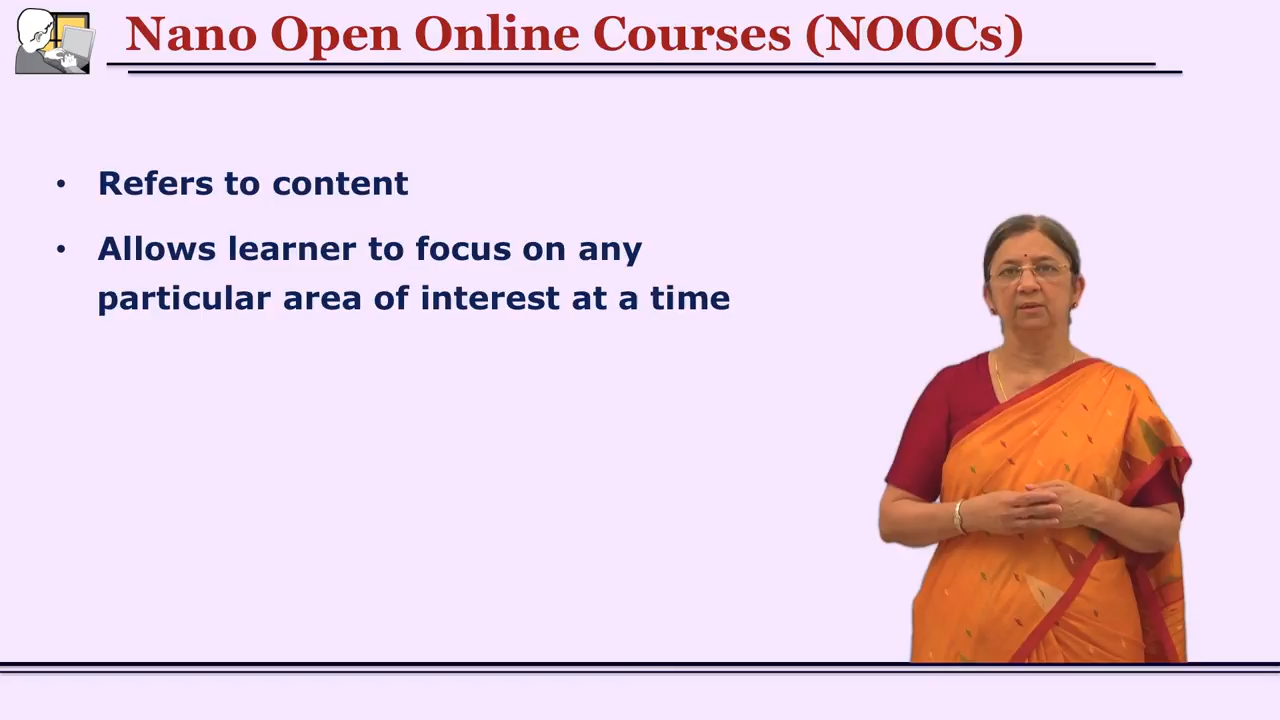 Nano Open Online Courses (NOOCs)
• Refers to content
• Allows learner to focus on any
particular area of interest at a time